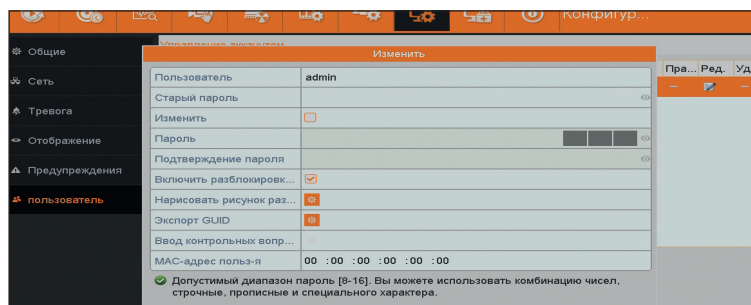 Конфигур...
Управление аккаунтом
Общие
Сеть
Тревога
Отображение
Предупреждения
пользователь
Изменить
Пра... Ред. Уд
Пользователь admin
Старый пароль
Изменить
Пароль
Подтверждение пароля
Включить разблокировк...
Нарисовать рисунок раз...
Экспорт GUID
Ввод контрольных вопр...
MAC-адрес польз-я 00 :00 :00 :00 :00 :00
Допустимый диапазон пароль [8-16]. Вы можете использовать комбинацию чисел,
строчные, прописные и специального характера.